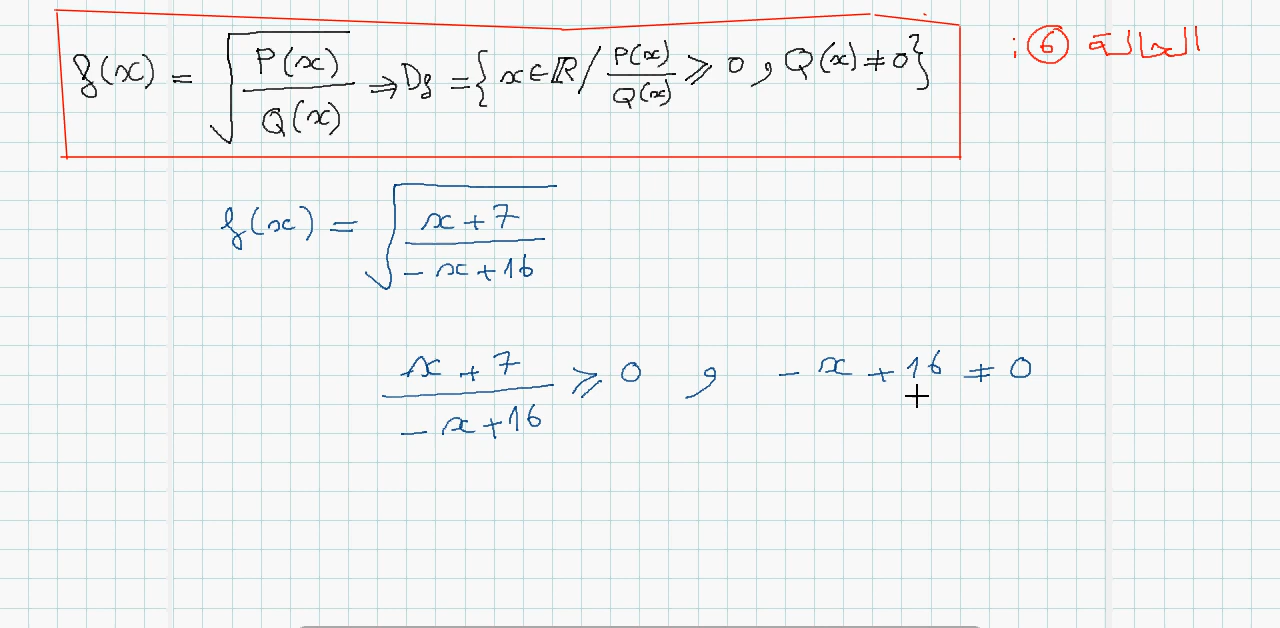 الحالة ⑥ :
f(x) = √(P(x)/Q(x)) ⇒ Df = {x ∈ ℝ / P(x)/Q(x) ⩾ 0 , Q(x) ≠ 0}
f(x) = √((x + 7)/(- x + 16))
(x + 7)/(- x + 16) ⩾ 0 , - x + 16 ≠ 0